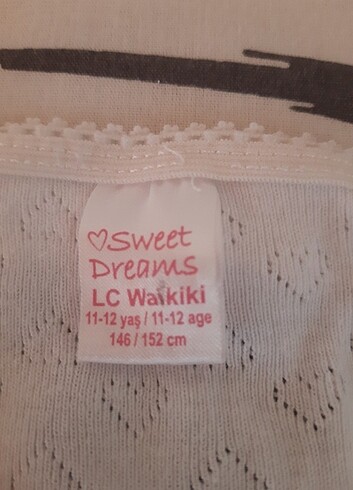 Sweet
Dreams
LC Waikiki
11-12 yaş / 11-12 age
146 / 152 cm